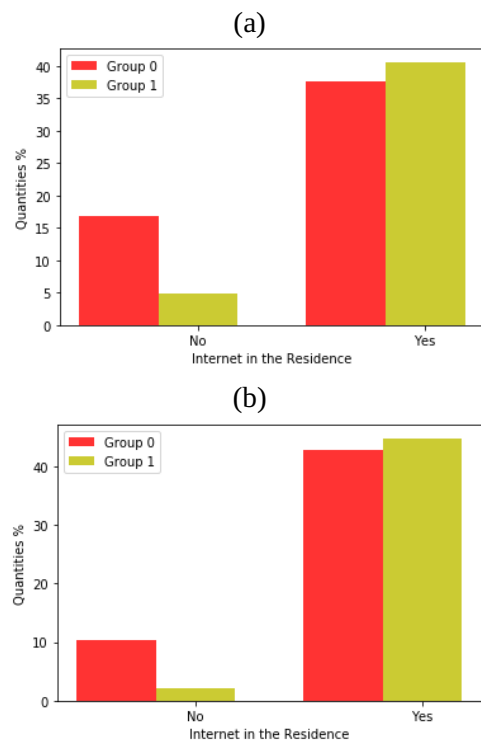 (a)
Group 0
Group 1
40
35
30
25
20
15
10
5
0
Quantities %
No
Yes
Internet in the Residence
(b)
Group 0
Group 1
40
30
20
10
0
Quantities %
No
Yes
Internet in the Residence